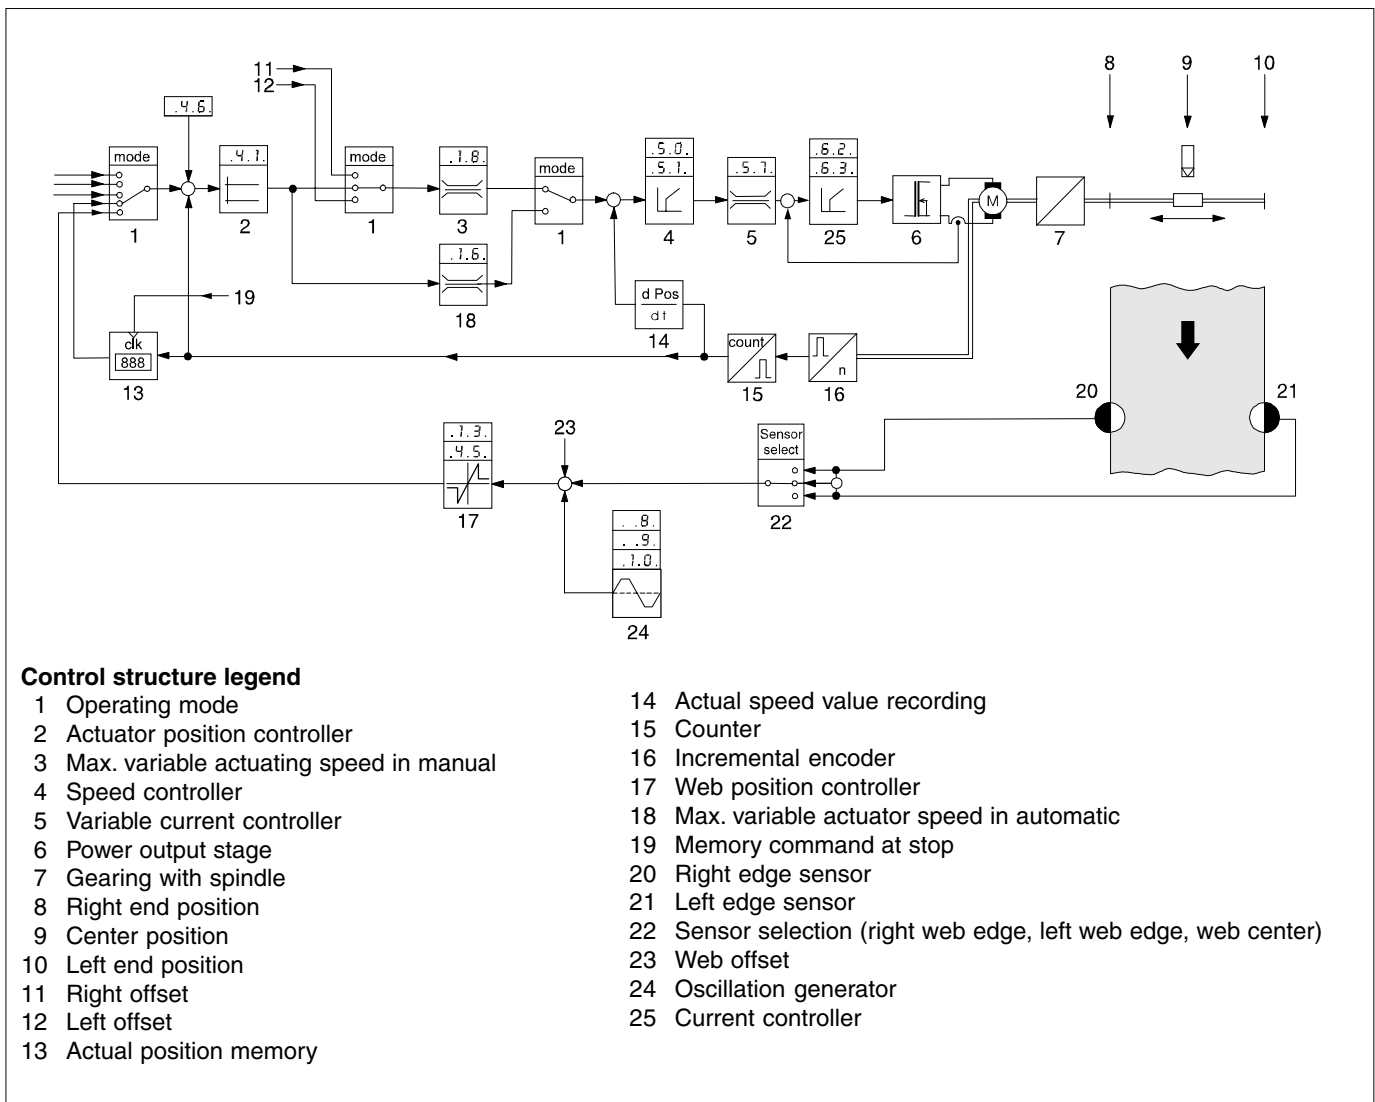 11
12
8 9 10
.4.6.
mode
.4.1.
mode
.1.8.
mode
.5.0.
.5.1.
.5.7.
.6.2.
.6.3.
M
1 2 1 3 1 4 5 25 6 7
.1.6.
18
19
d Pos
dt
14
clk
888
13
count
15
n
16
20 21
.1.3.
.4.5.
17
23
Sensor
select
22
. .8.
. .9.
.1.0.
24
Control structure legend
1 Operating mode
2 Actuator position controller
3 Max. variable actuating speed in manual
4 Speed controller
5 Variable current controller
6 Power output stage
7 Gearing with spindle
8 Right end position
9 Center position
10 Left end position
11 Right offset
12 Left offset
13 Actual position memory
14 Actual speed value recording
15 Counter
16 Incremental encoder
17 Web position controller
18 Max. variable actuator speed in automatic
19 Memory command at stop
20 Right edge sensor
21 Left edge sensor
22 Sensor selection (right web edge, left web edge, web center)
23 Web offset
24 Oscillation generator
25 Current controller